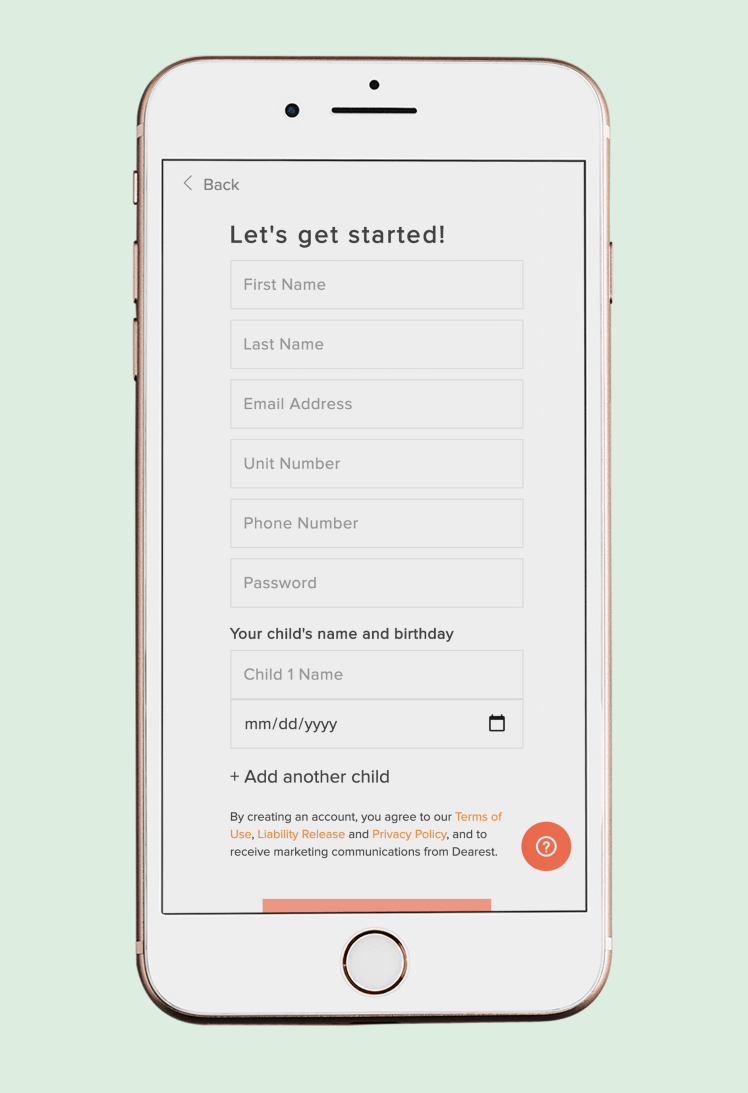 Back
Let's get started!
First Name
Last Name
Email Address
Unit Number
Phone Number
Password
Your child's name and birthday
Child 1 Name
mm/dd/yyyy
+ Add another child
By creating an account, you agree to our Terms of
Use, Liability Release and Privacy Policy, and to
receive marketing communications from Dearest.
?